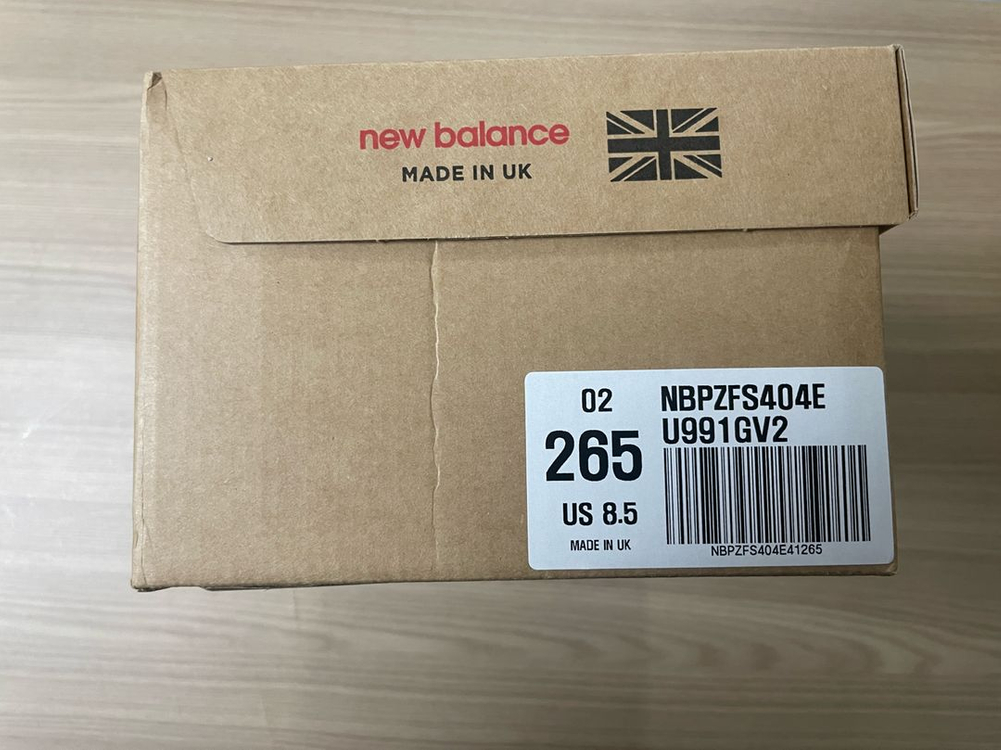 new balance
MADE IN UK
02
265
US 8.5
MADE IN UK
NBPZFS404E
U991GV2
NBPZFS404E41265